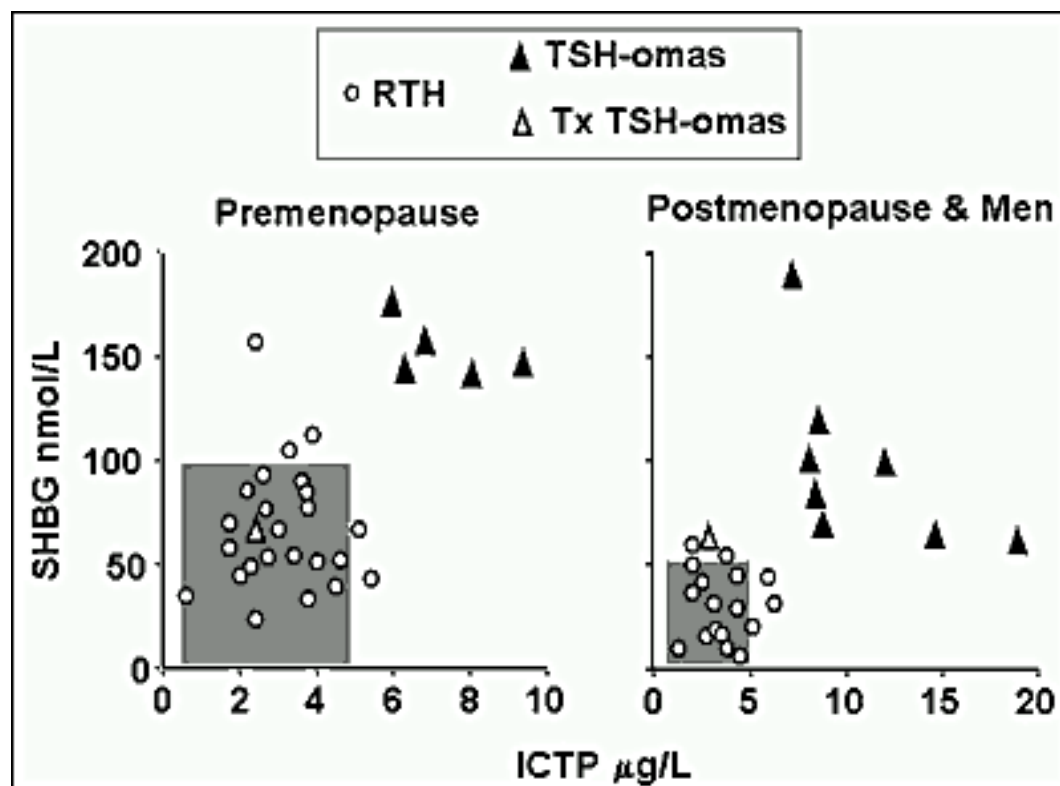 RTH
TSH-omas
Tx TSH-omas
Premenopause
Postmenopause & Men
SHBG nmol/L
200
150
100
50
0
0 2 4 6 8 10
0 5 10 15 20
ICTP μg/L